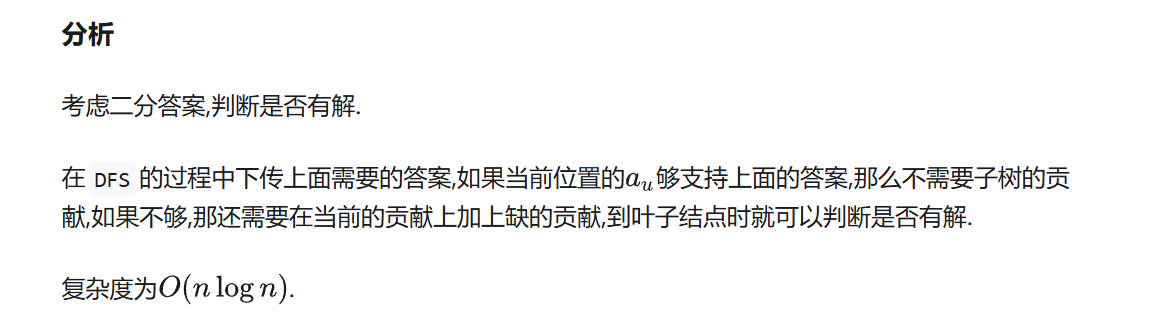 分析
考虑二分答案,判断是否有解.
在 DFS 的过程中下传上面需要的答案,如果当前位置的$a_u$够支持上面的答案,那么不需要子树的贡
献,如果不够,那还需要在当前的贡献上加上缺的贡献,到叶子结点时就可以判断是否有解.
复杂度为$O(n \log n)$.